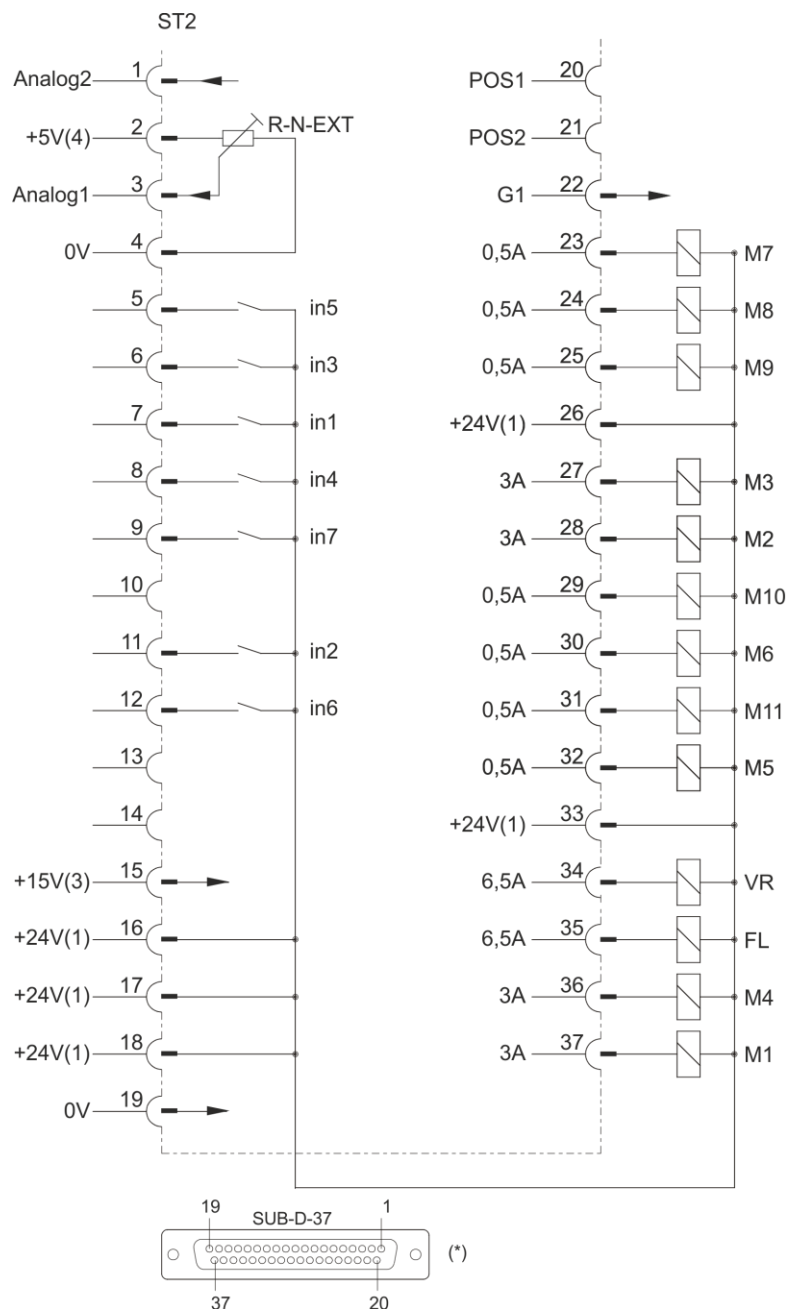 ST2
Analog2 1
+5V(4) 2 R-N-EXT
Analog1 3
0V 4
5 in5
6 in3
7 in1
8 in4
9 in7
10
11 in2
12 in6
13
14
+15V(3) 15
+24V(1) 16
+24V(1) 17
+24V(1) 18
0V 19
POS1 20
POS2 21
G1 22
0,5A 23 M7
0,5A 24 M8
0,5A 25 M9
+24V(1) 26
3A 27 M3
3A 28 M2
0,5A 29 M10
0,5A 30 M6
0,5A 31 M11
0,5A 32 M5
+24V(1) 33
6,5A 34 VR
6,5A 35 FL
3A 36 M4
3A 37 M1
19 SUB-D-37 1
(*)
37 20